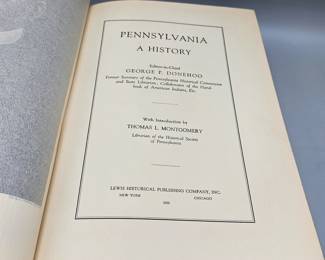 PENNSYLVANIA
A HISTORY
Editor-in-Chief
GEORGE P. DONEHOO
Former Secretary of the Pennsylvania Historical Commission
and State Librarian; Collaborator of the Hand-
book of American Indians, Etc.
With Introduction by
THOMAS L. MONTGOMERY
Librarian of the Historical Society
of Pennsylvania
LEWIS HISTORICAL PUBLISHING COMPANY, INC.
NEW YORK CHICAGO